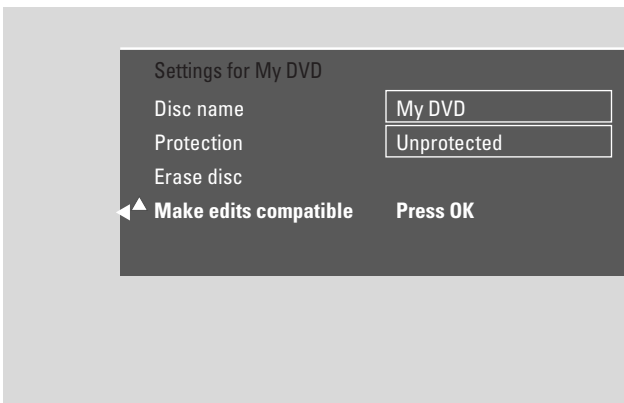 Settings for My DVD
Disc name My DVD
Protection Unprotected
Erase disc
Make edits compatible Press OK